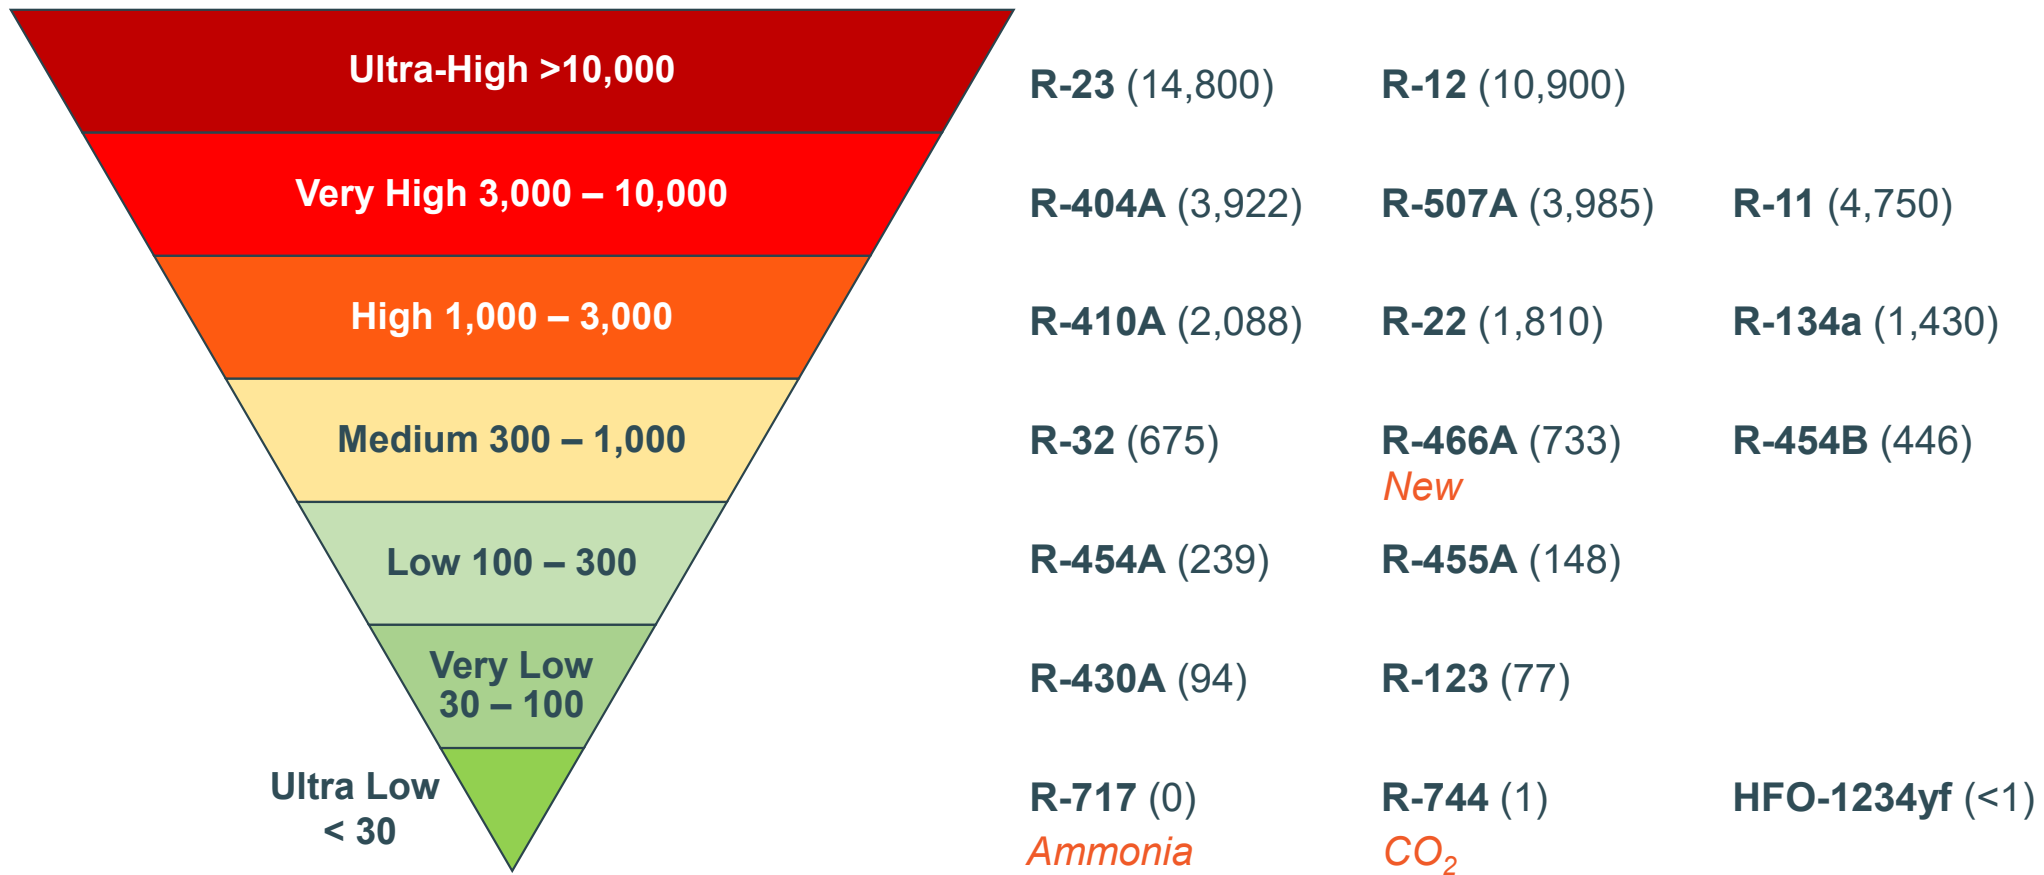 Ultra-High >10,000
R-23 (14,800) R-12 (10,900)
Very High 3,000 – 10,000
R-404A (3,922) R-507A (3,985) R-11 (4,750)
High 1,000 – 3,000
R-410A (2,088) R-22 (1,810) R-134a (1,430)
Medium 300 – 1,000
R-32 (675) R-466A (733) R-454B (446)
New
Low 100 – 300
R-454A (239) R-455A (148)
Very Low
30 – 100
R-430A (94) R-123 (77)
Ultra Low
< 30
R-717 (0) R-744 (1) HFO-1234yf (<1)
Ammonia CO₂